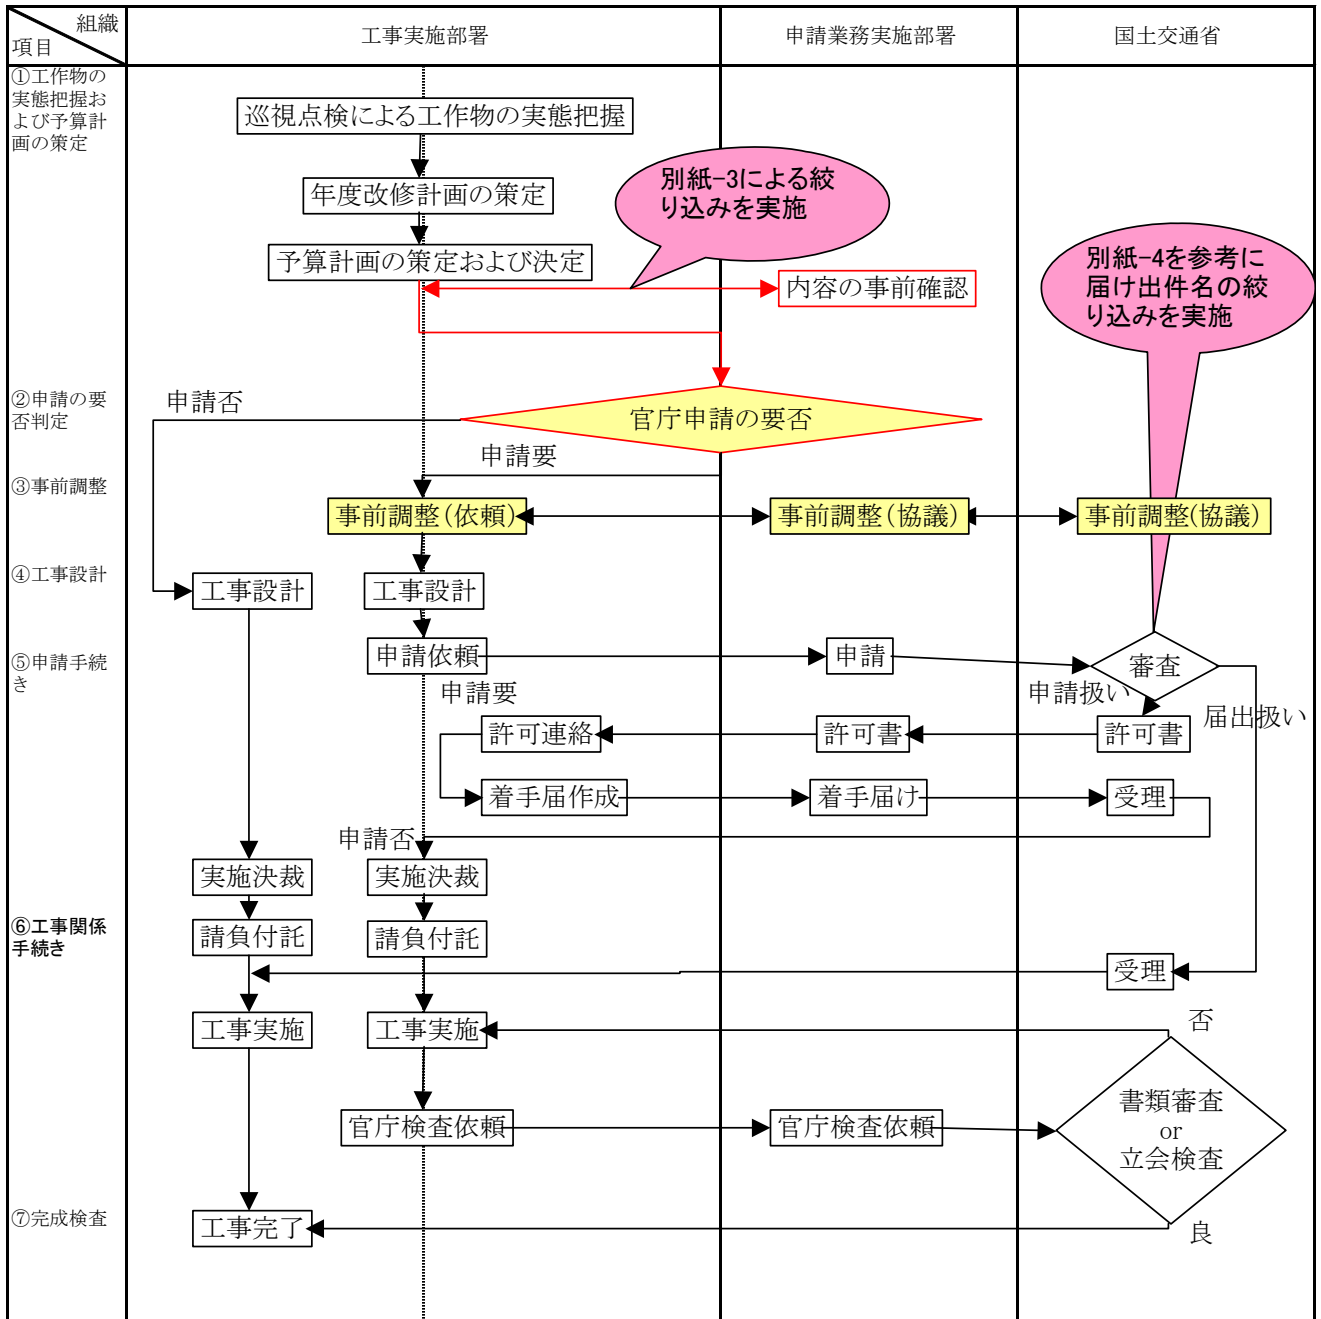 組織
項目
工事実施部署
申請業務実施部署
国土交通省
①工作物の
実態把握お
よび予算計
画の策定
巡視点検による工作物の実態把握
年度改修計画の策定
別紙-3による絞
り込みを実施
予算計画の策定および決定
内容の事前確認
別紙-4を参考に
届け出件名の絞
り込みを実施
②申請の要
否判定
申請否
官庁申請の要否
申請要
③事前調整
事前調整(依頼)
事前調整(協議)
事前調整(協議)
④工事設計
工事設計
工事設計
⑤申請手続
き
申請依頼
申請
審査
申請要
申請扱い
届出扱い
許可連絡
許可書
許可書
着手届作成
着手届け
受理
申請否
実施決裁
実施決裁
⑥工事関係
手続き
請負付託
請負付託
受理
工事実施
工事実施
否
官庁検査依頼
官庁検査依頼
書類審査
or
立会検査
⑦完成検査
工事完了
良